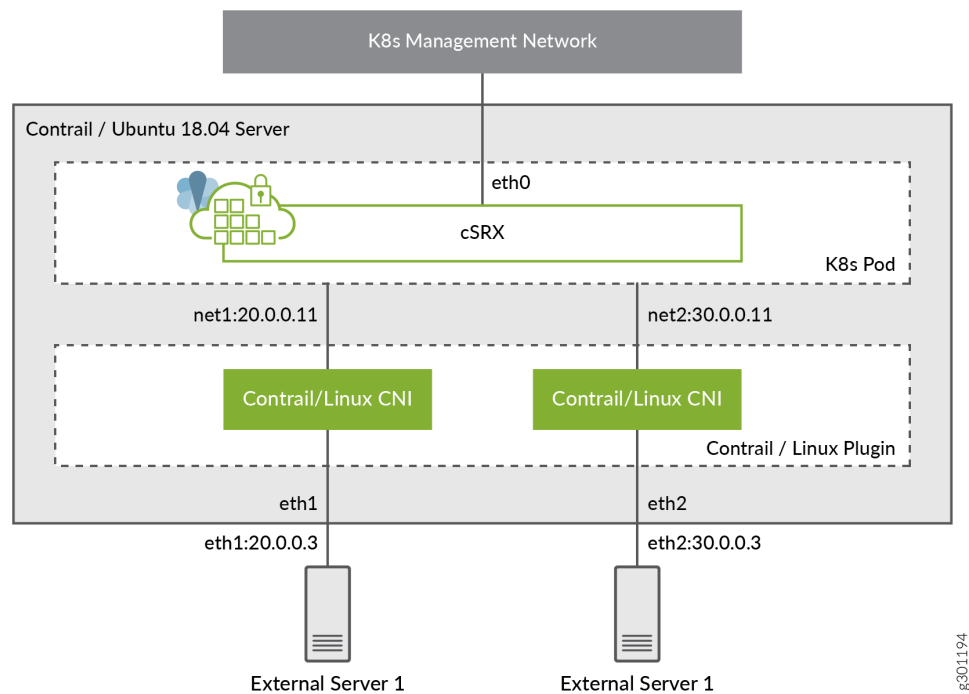 K8s Management Network
Contrail / Ubuntu 18.04 Server
eth0
cSRX
K8s Pod
net1:20.0.0.11
net2:30.0.0.11
Contrail/Linux CNI
Contrail/Linux CNI
Contrail / Linux Plugin
eth1
eth2
eth1:20.0.0.3
eth2:30.0.0.3
External Server 1
External Server 1
g301194